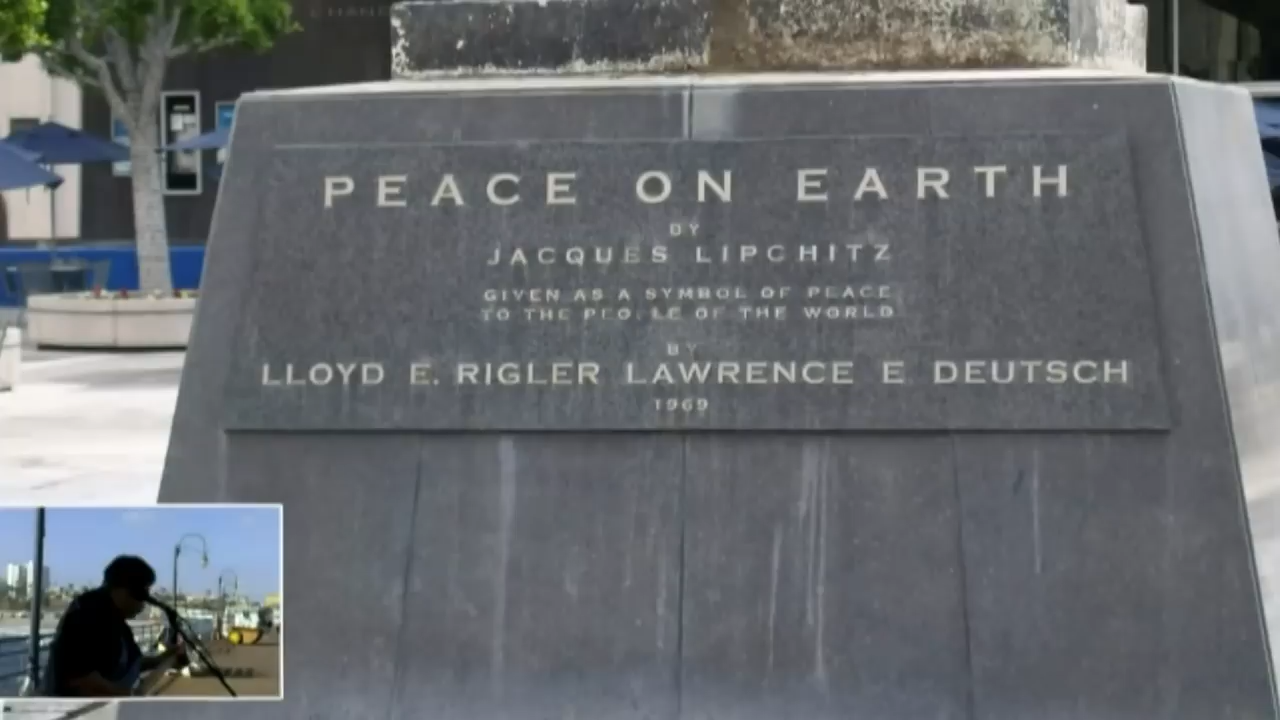 PEACE ON EARTH
BY
JACQUES LIPCHITZ
GIVEN AS A SYMBOL OF PEACE
TO THE PEO.LE OF THE WORLD
BY
LLOYD E. RIGLER LAWRENCE E DEUTSCH
1969